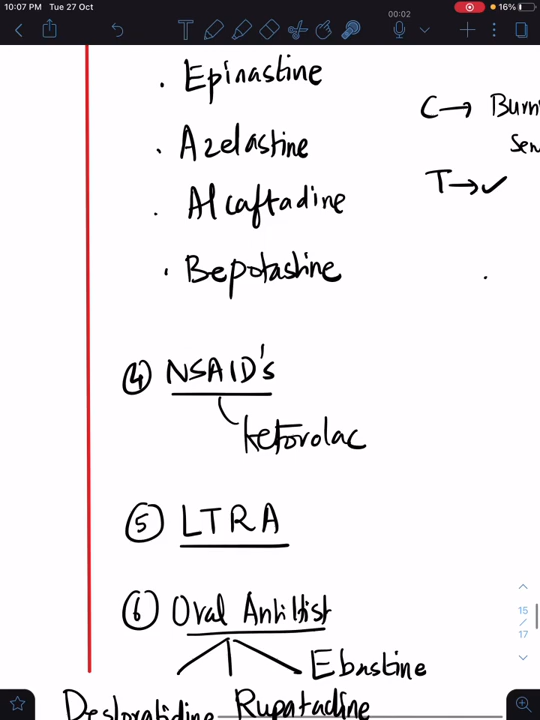 10:07 PM Tue 27 Oct
16%
00:02
· Epinastine
· Azelastine
· Alcaftadine
· Bepotastine
C → Burn
Sen
T → ✓
④ NSAID's
Ketorolac
⑤ LTRA
15
/
17
⑥ Oral AntiHist
Ebastine
Desloratidine Rupatadine